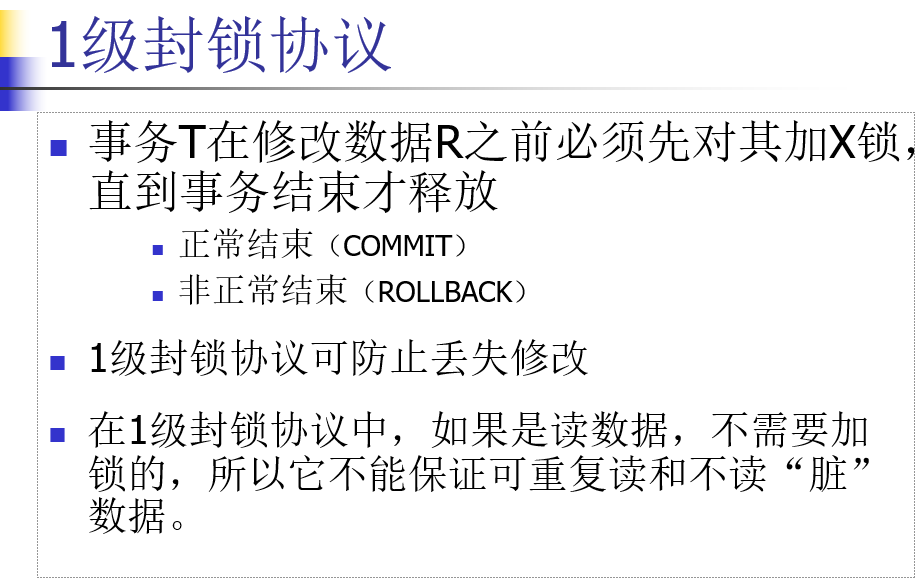 1级封锁协议
事务T在修改数据R之前必须先对其加X锁，
直到事务结束才释放
正常结束（COMMIT）
非正常结束（ROLLBACK）
1级封锁协议可防止丢失修改
在1级封锁协议中，如果是读数据，不需要加
锁的，所以它不能保证可重复读和不读“脏”
数据。